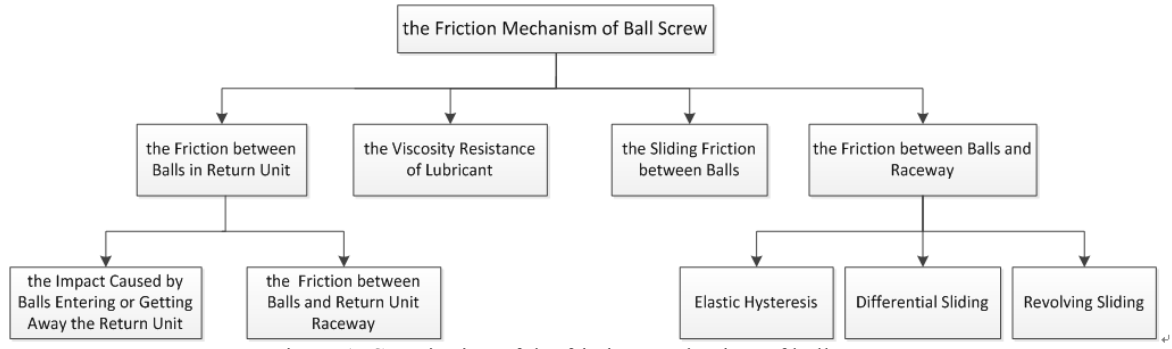 the Friction Mechanism of Ball Screw
the Friction between
Balls in Return Unit
the Viscosity Resistance
of Lubricant
the Sliding Friction
between Balls
the Friction between Balls and
Raceway
the Impact Caused by
Balls Entering or Getting
Away the Return Unit
the Friction between
Balls and Return Unit
Raceway
Elastic Hysteresis
Differential Sliding
Revolving Sliding